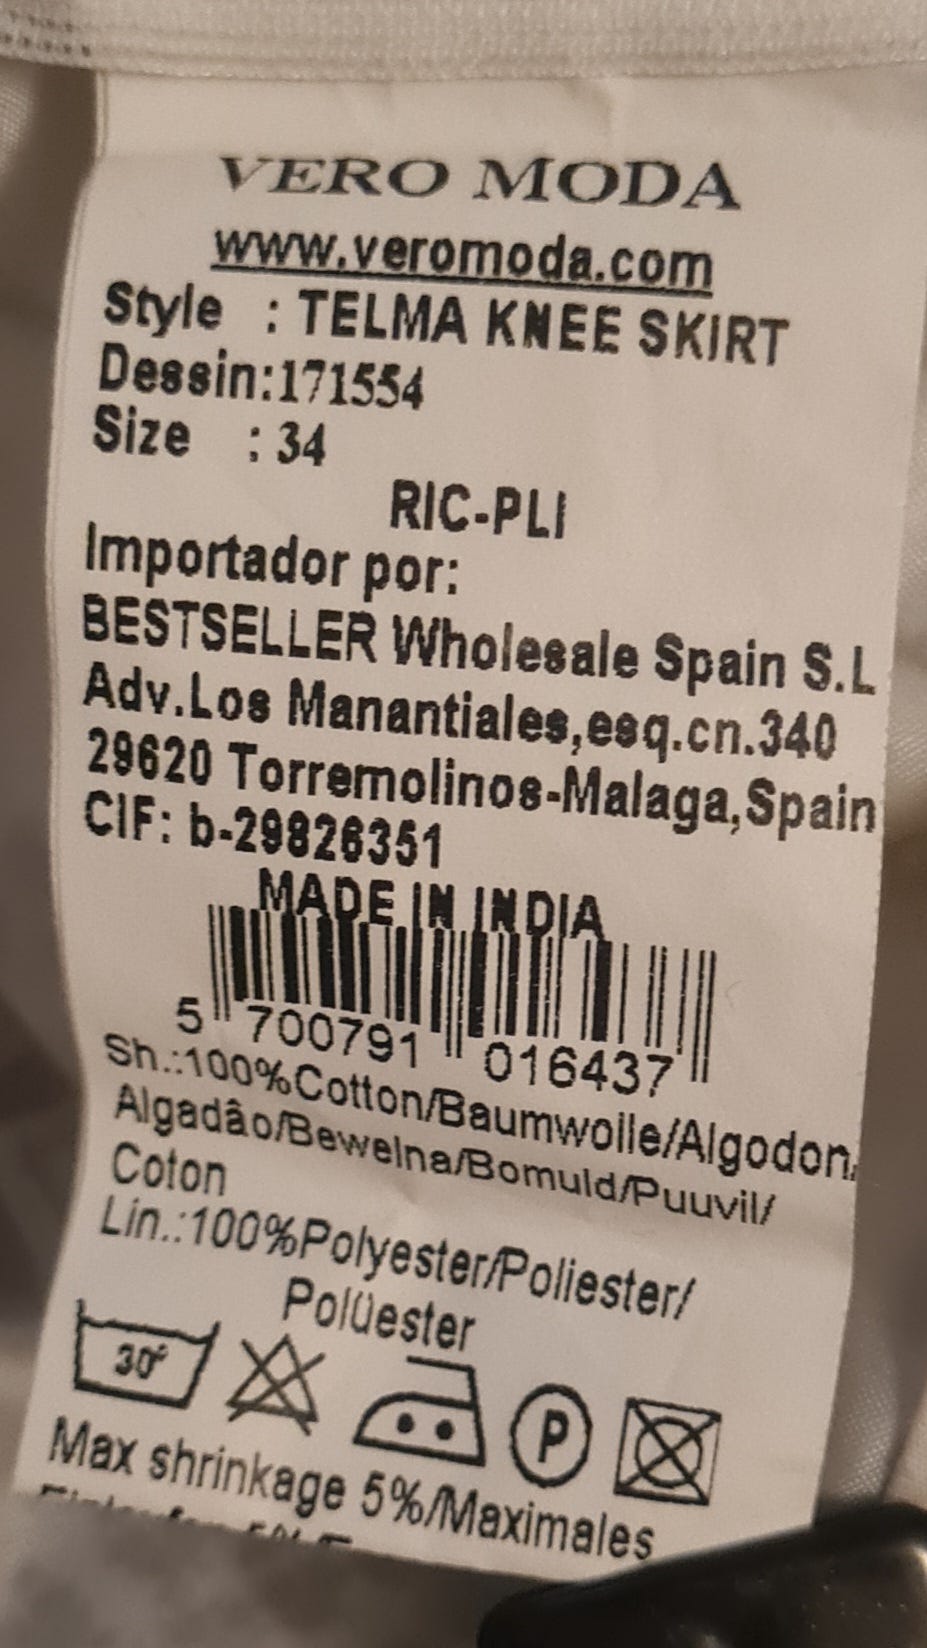 VERO MODA
www.veromoda.com
Style : TELMA KNEE SKIRT
Dessin:171554
Size : 34
RIC-PLI
Importador por:
BESTSELLER Wholesale Spain S.L
Adv.Los Manantiales,esq.cn.340
29620 Torremolinos-Malaga,Spain
CIF: b-29826351
MADE IN INDIA
5 700791 016437
Sh.:100%Cotton/Baumwolle/Algodon/
Algadão/Bewelna/Bomuld/Puuvil/
Coton
Lin.:100%Polyester/Poliester/
Polüester
30° P
Max shrinkage 5%/Maximales